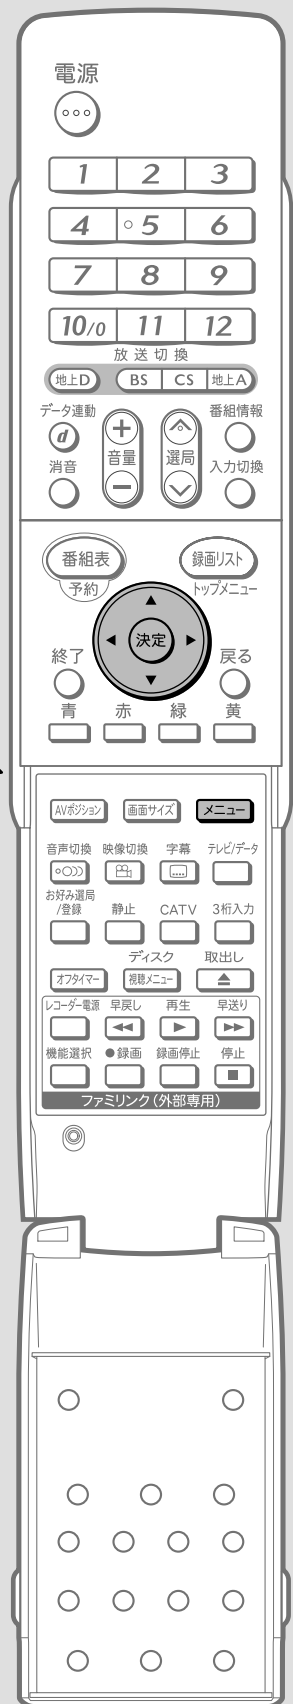 電源
1 2 3
4 5 6
7 8 9
10/0 11 12
放送切換
地上D BS CS 地上A
データ連動 番組情報
d + 音量 − 選局
消音 入力切換
番組表 録画リスト
予約 トップメニュー
決定
終了 戻る
青 赤 緑 黄
AVポジション 画面サイズ メニュー
音声切換 映像切換 字幕 テレビ/データ
お好み選局
/登録 静止 CATV 3桁入力
ディスク 取出し
オフタイマー 視聴メニュー
レコーダー電源 早戻し 再生 早送り
機能選択 ●録画 録画停止 停止
ファミリンク(外部専用)